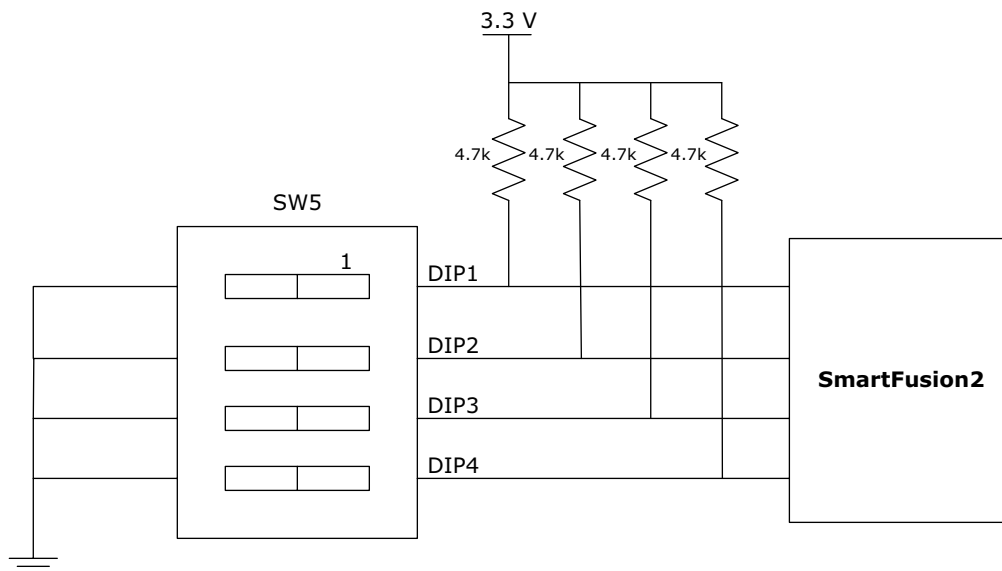 3.3 V
4.7k 4.7k 4.7k 4.7k
SW5
1
DIP1
DIP2
SmartFusion2
DIP3
DIP4